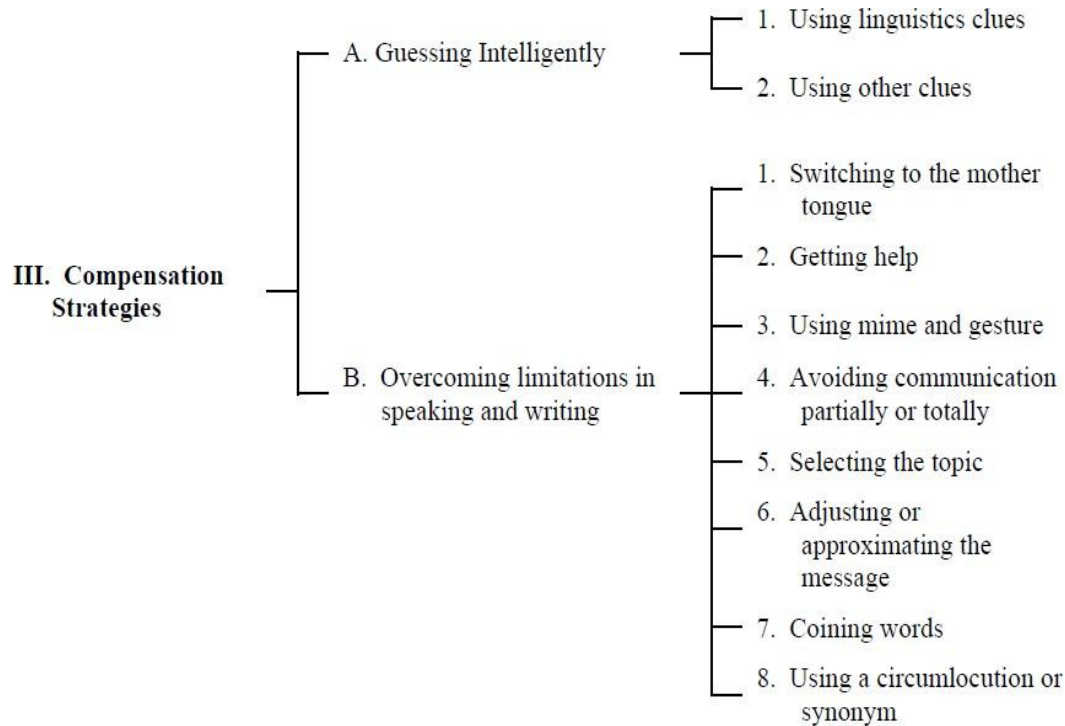 III. Compensation
Strategies
A. Guessing Intelligently
1. Using linguistics clues
2. Using other clues
B. Overcoming limitations in
speaking and writing
1. Switching to the mother
tongue
2. Getting help
3. Using mime and gesture
4. Avoiding communication
partially or totally
5. Selecting the topic
6. Adjusting or
approximating the
message
7. Coining words
8. Using a circumlocution or
synonym